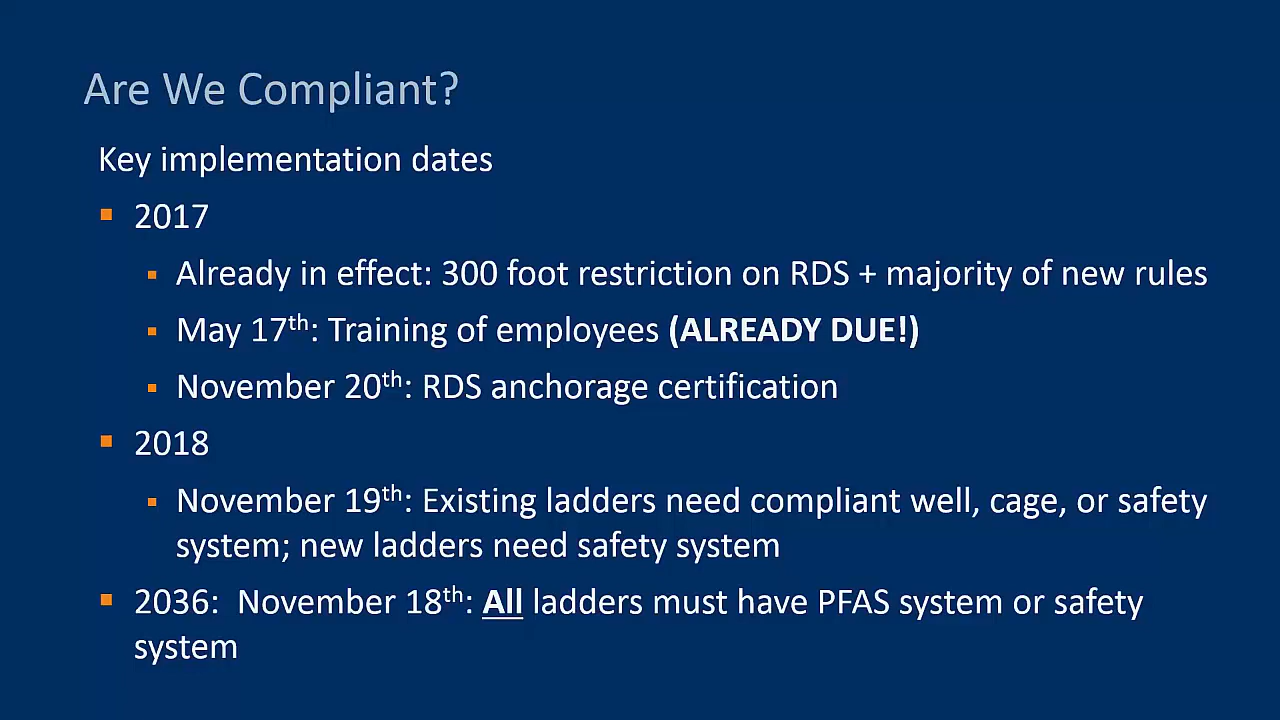 Are We Compliant?
Key implementation dates
2017
Already in effect: 300 foot restriction on RDS + majority of new rules
May 17th: Training of employees (ALREADY DUE!)
November 20th: RDS anchorage certification
2018
November 19th: Existing ladders need compliant well, cage, or safety
system; new ladders need safety system
2036:  November 18th: All ladders must have PFAS system or safety
system